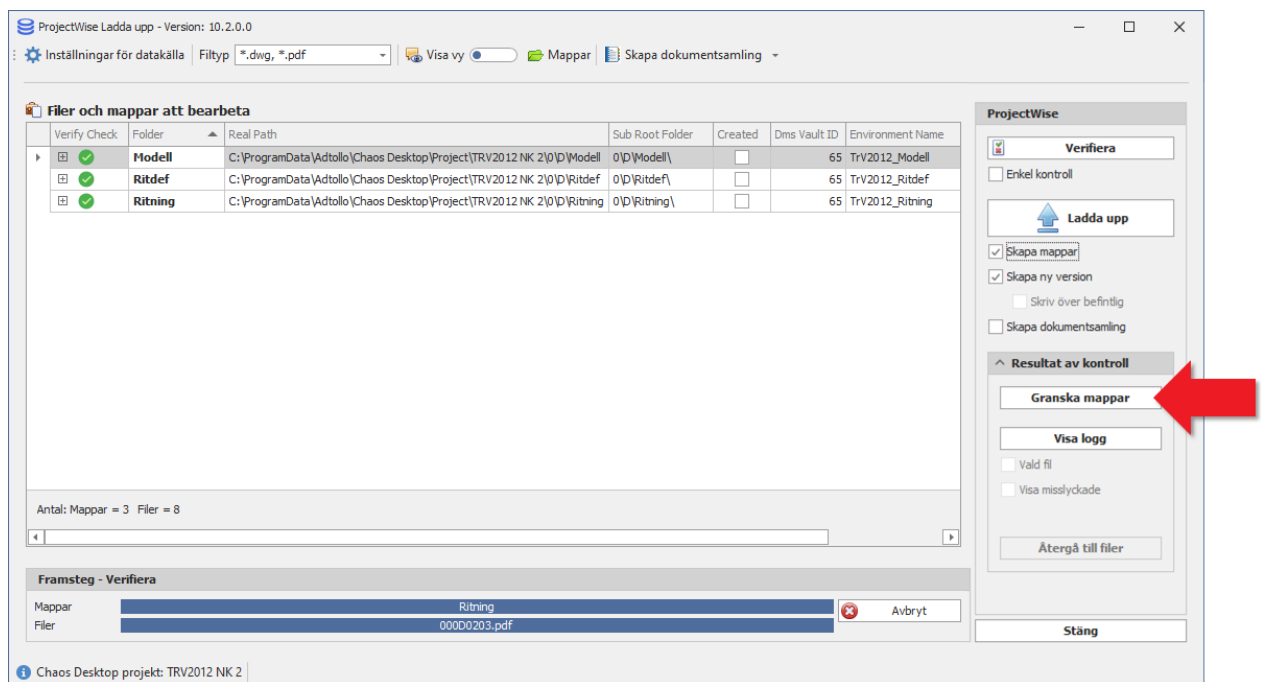 ProjectWise Ladda upp - Version: 10.2.0.0
Inställningar för datakälla Filtyp *.dwg, *.pdf Visa vy Mappar Skapa dokumentsamling
Filer och mappar att bearbeta
Verify Check Folder Real Path Sub Root Folder Created Dms Vault ID Environment Name
Modell C:\ProgramData\Adtollo\Chaos Desktop\Project\TRV2012 NK 2\0\D\Modell 0\D\Modell\ 65 TrV2012_Modell
Ritdef C:\ProgramData\Adtollo\Chaos Desktop\Project\TRV2012 NK 2\0\D\Ritdef 0\D\Ritdef\ 65 TrV2012_Ritdef
Ritning C:\ProgramData\Adtollo\Chaos Desktop\Project\TRV2012 NK 2\0\D\Ritning 0\D\Ritning\ 65 TrV2012_Ritning
Antal: Mappar = 3 Filer = 8
Framsteg - Verifiera
Mappar Ritning
Filer 000D0203.pdf
Avbryt
ProjectWise
Verifiera
Enkel kontroll
Ladda upp
Skapa mappar
Skapa ny version
Skriv över befintlig
Skapa dokumentsamling
Resultat av kontroll
Granska mappar
Visa logg
Vald fil
Visa misslyckade
Återgå till filer
Stäng
Chaos Desktop projekt: TRV2012 NK 2